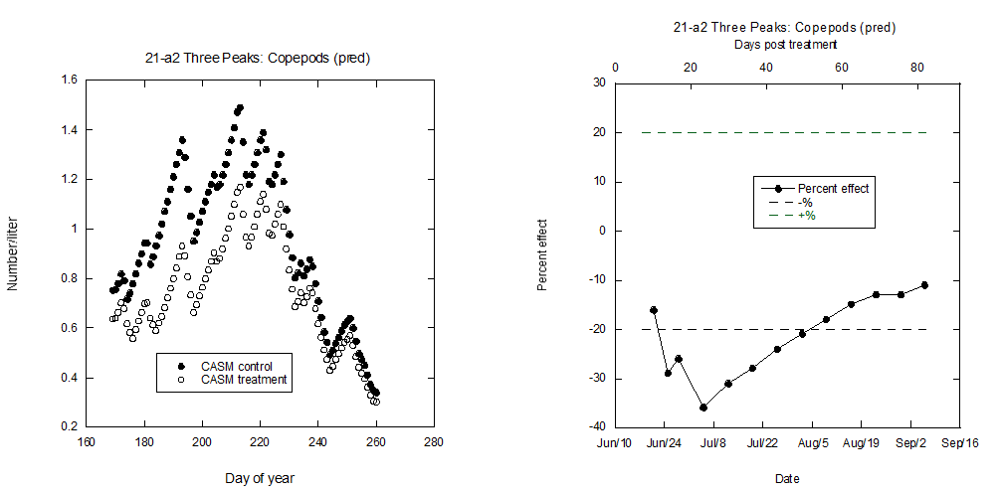 21-a2 Three Peaks: Copepods (pred)
1.6
1.4
1.2
1
0.8
0.6
0.4
0.2
Number/liter
CASM control
CASM treatment
160 180 200 220 240 260 280
Day of year
21-a2 Three Peaks: Copepods (pred)
Days post treatment
0 20 40 60 80
30
20
10
0
-10
-20
-30
-40
Percent effect
Percent effect
-%
+%
Jun/10 Jun/24 Jul/8 Jul/22 Aug/5 Aug/19 Sep/2 Sep/16
Date